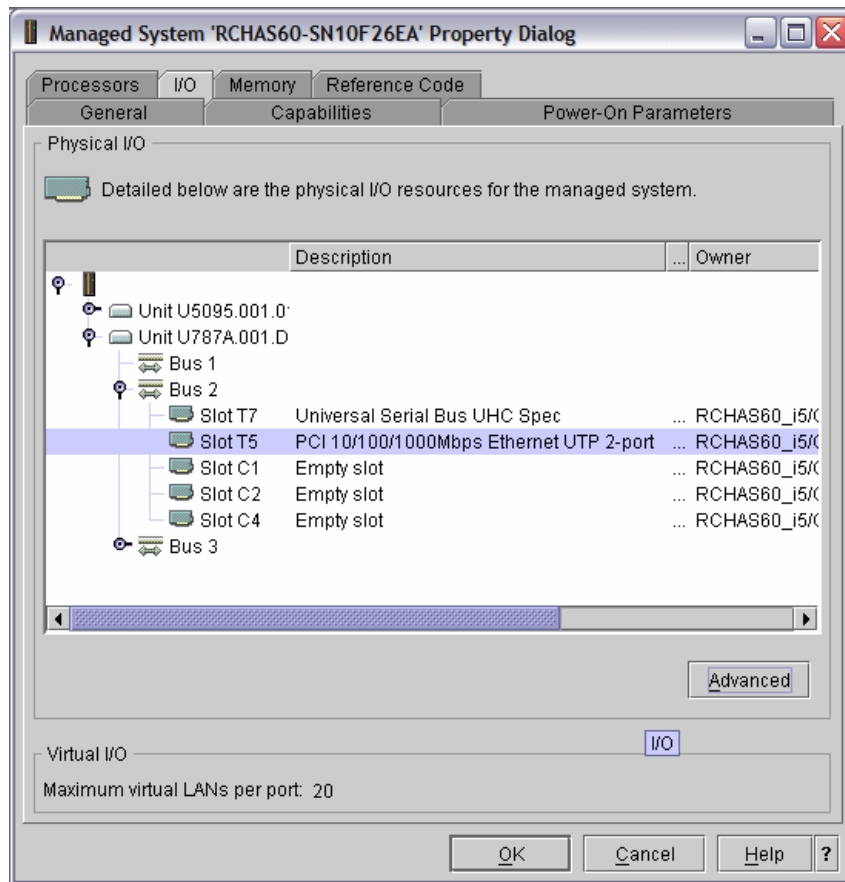 Managed System 'RCHAS60-SN10F26EA' Property Dialog
Processors I/O Memory Reference Code
General Capabilities Power-On Parameters
Physical I/O
Detailed below are the physical I/O resources for the managed system.
Description ... Owner
Unit U5095.001.0
Unit U787A.001.D
Bus 1
Bus 2
Slot T7 Universal Serial Bus UHC Spec ... RCHAS60_i5/
Slot T5 PCI 10/100/1000Mbps Ethernet UTP 2-port ... RCHAS60_i5/
Slot C1 Empty slot ... RCHAS60_i5/
Slot C2 Empty slot ... RCHAS60_i5/
Slot C4 Empty slot ... RCHAS60_i5/
Bus 3
Advanced
I/O
Virtual I/O
Maximum virtual LANs per port: 20
OK Cancel Help ?